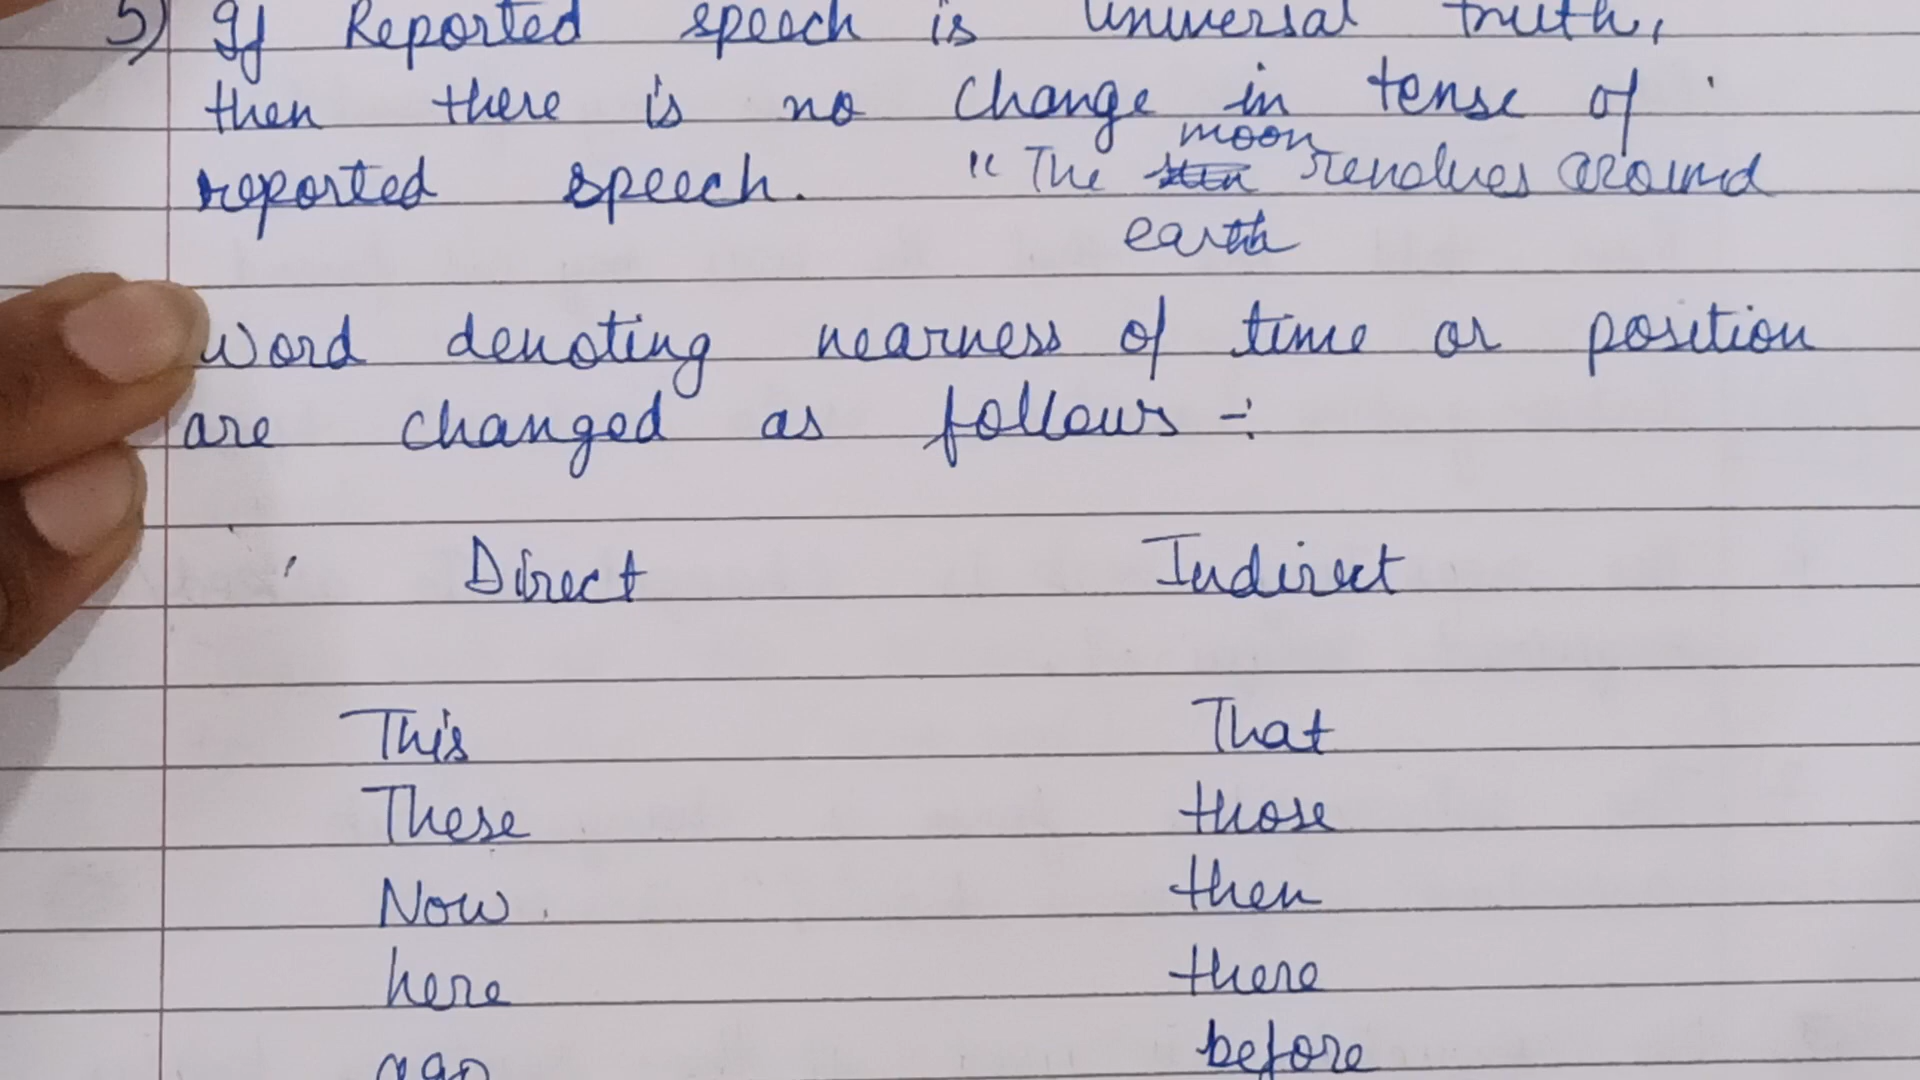 5) If Reported speech is universal truth,
then there is no change in tense of
reported speech. "The moon revolves around
earth
Word denoting nearness of time or position
are changed as follows :-
Direct Indirect
This That
These those
Now then
here there
ago before